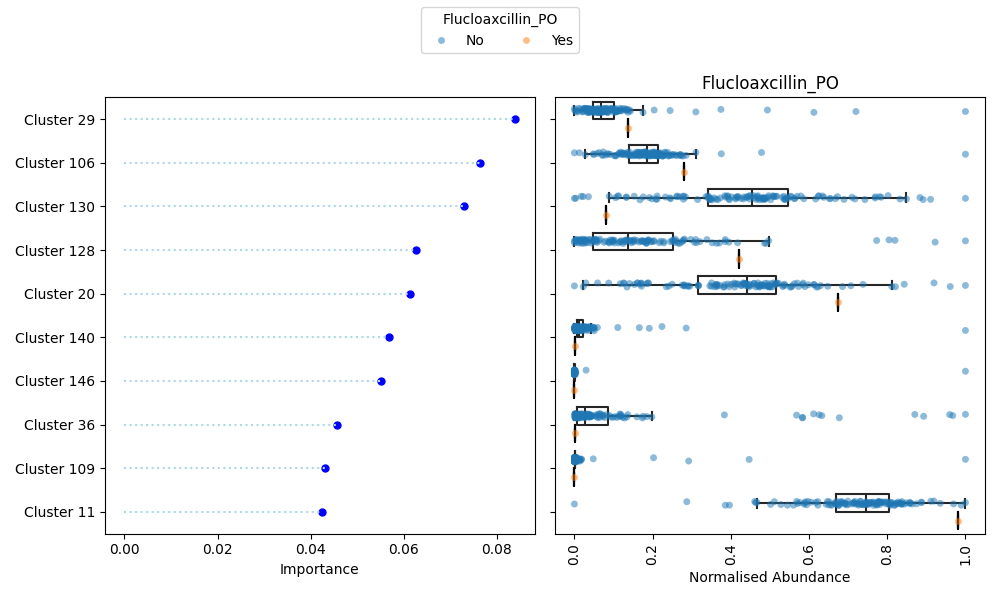 Flucloaxcillin_PO
No Yes
Flucloaxcillin_PO
Cluster 29
Cluster 106
Cluster 130
Cluster 128
Cluster 20
Cluster 140
Cluster 146
Cluster 36
Cluster 109
Cluster 11
0.00 0.02 0.04 0.06 0.08
Importance
0.0 0.2 0.4 0.6 0.8 1.0
Normalised Abundance